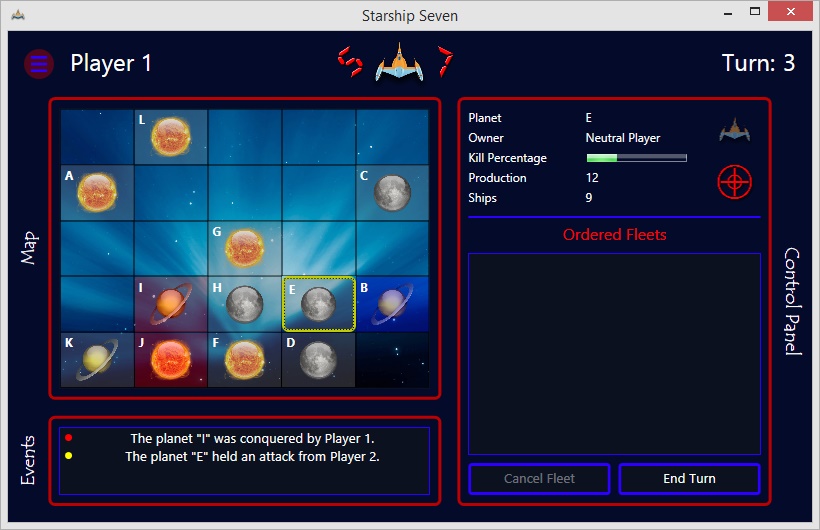 Starship Seven
Player 1
S 7
Turn: 3
Map
L
A
C
G
I
H
E
B
K
J
F
D
Events
The planet "I" was conquered by Player 1.
The planet "E" held an attack from Player 2.
Planet E
Owner Neutral Player
Kill Percentage
Production 12
Ships 9
Ordered Fleets
Cancel Fleet
End Turn
Control Panel